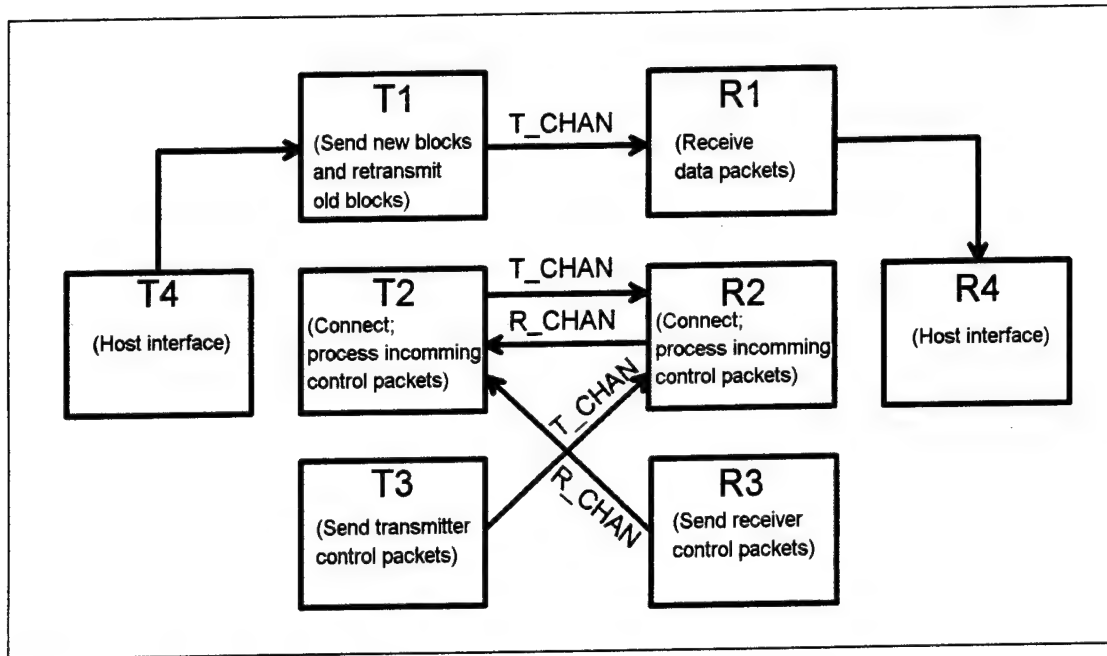 T1
(Send new blocks
and retransmit
old blocks)
T_CHAN
R1
(Receive
data packets)
T4
(Host interface)
T2
(Connect;
process incomming
control packets)
T_CHAN
R_CHAN
R2
(Connect;
process incomming
control packets)
R4
(Host interface)
T_CHAN
R_CHAN
T3
(Send transmitter
control packets)
R3
(Send receiver
control packets)